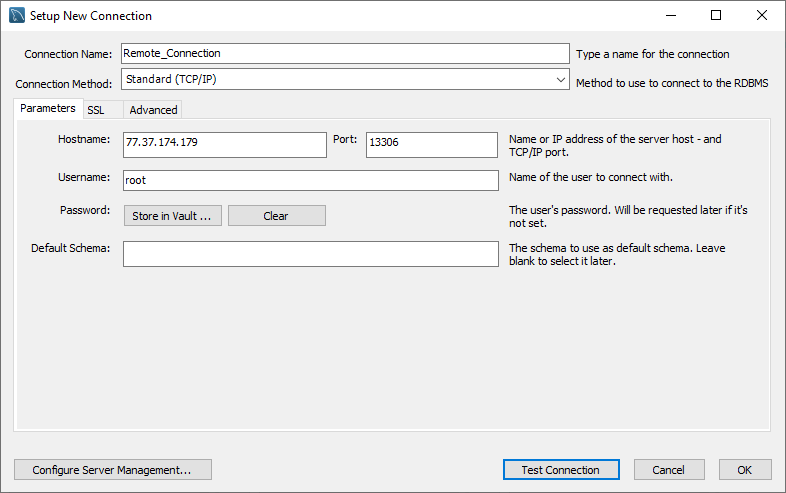 Setup New Connection
Connection Name: Remote_Connection Type a name for the connection
Connection Method: Standard (TCP/IP) Method to use to connect to the RDBMS
Parameters SSL Advanced
Hostname: 77.37.174.179 Port: 13306 Name or IP address of the server host - and
TCP/IP port.
Username: root Name of the user to connect with.
Password: Store in Vault ... Clear The user's password. Will be requested later if it's
not set.
Default Schema: The schema to use as default schema. Leave
blank to select it later.
Configure Server Management... Test Connection Cancel OK